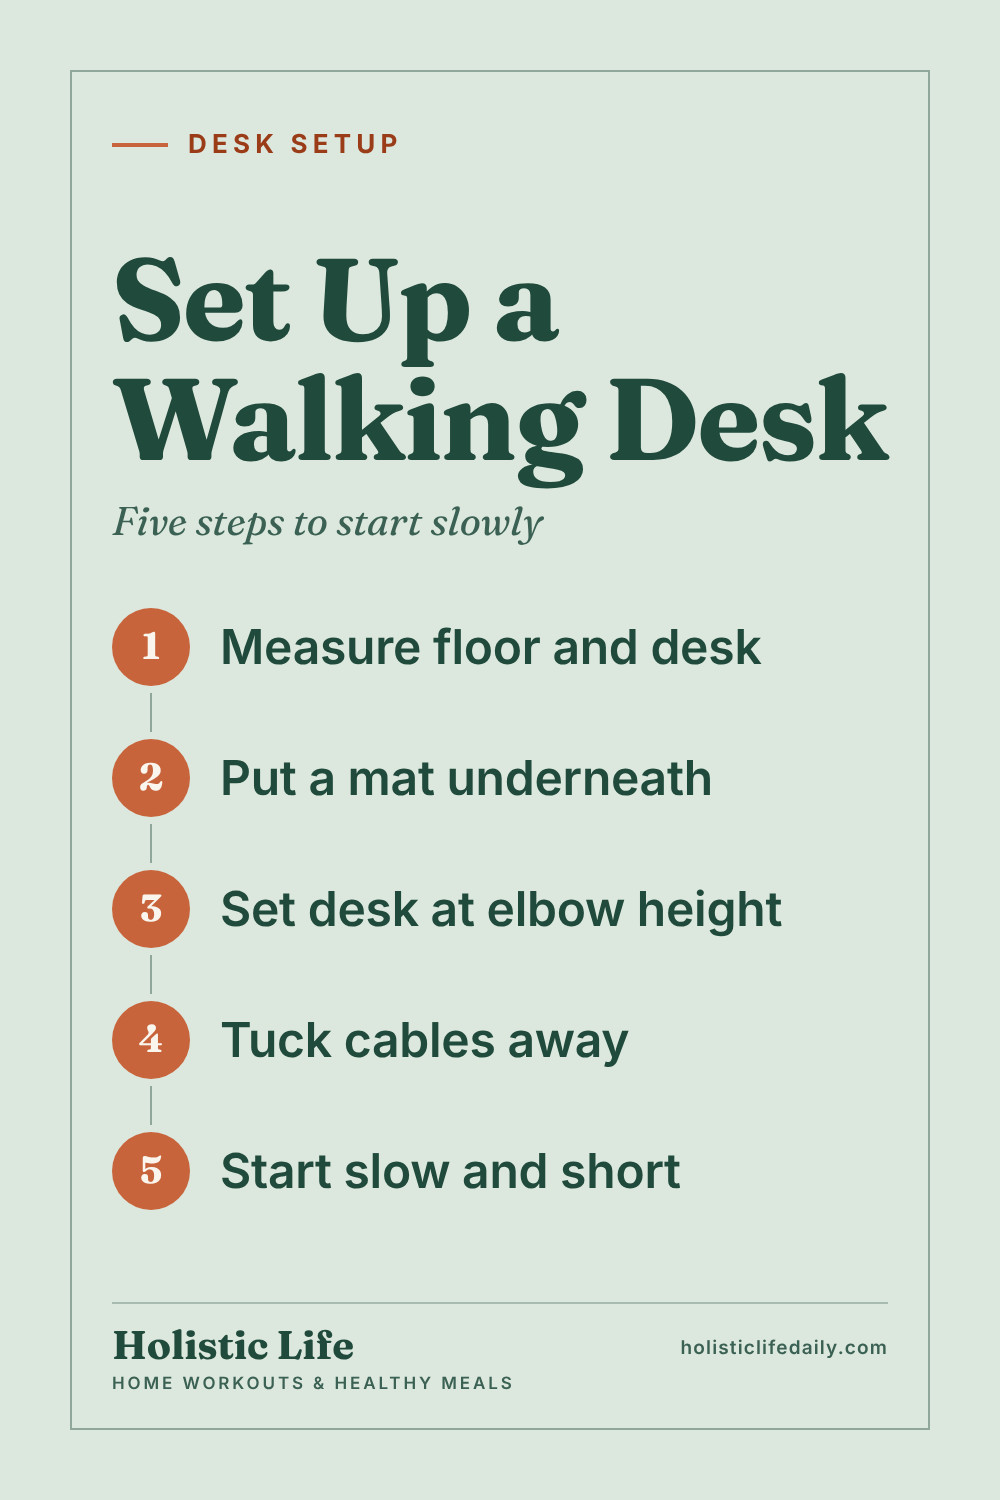 DESK SETUP
Set Up a
Walking Desk
Five steps to start slowly
1 Measure floor and desk
2 Put a mat underneath
3 Set desk at elbow height
4 Tuck cables away
5 Start slow and short
Holistic Life
holisticlifedaily.com
HOME WORKOUTS & HEALTHY MEALS